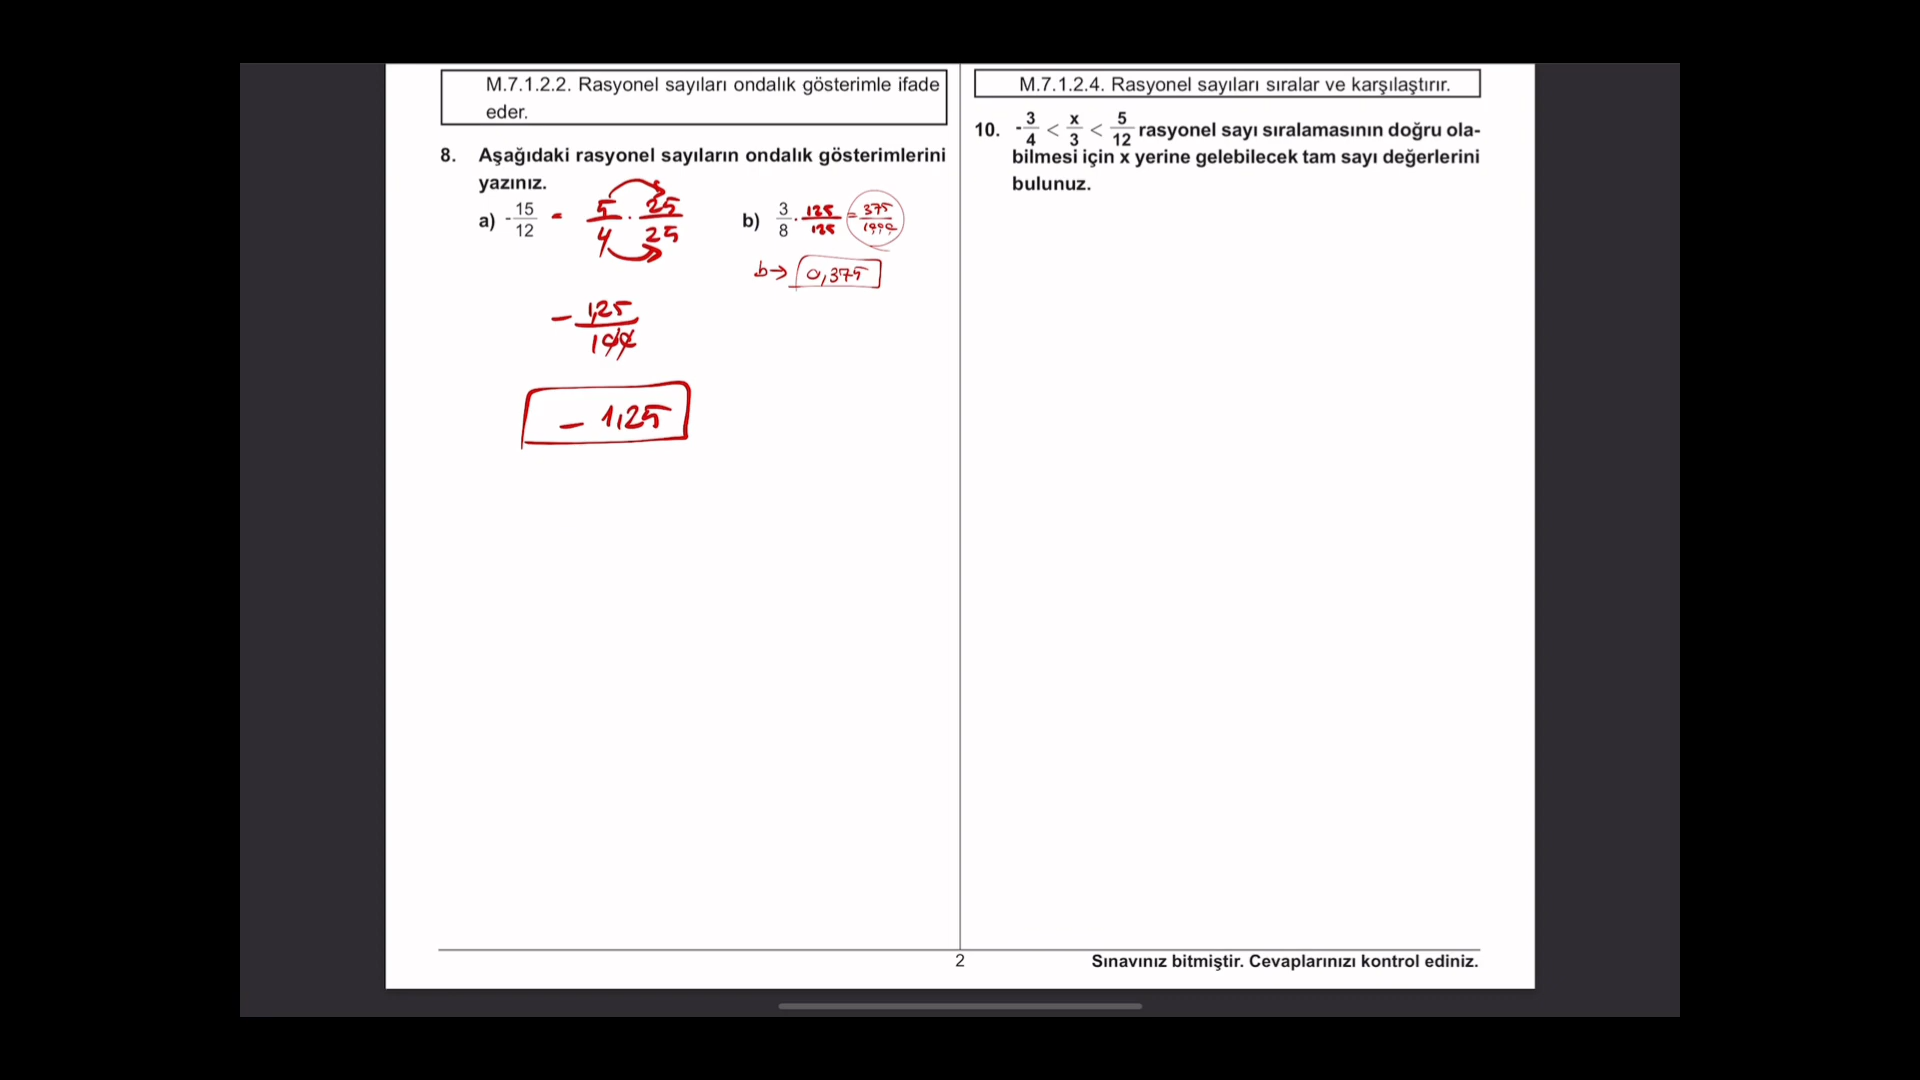 M.7.1.2.2. Rasyonel sayıları ondalık gösterimle ifade
eder.
8. Aşağıdaki rasyonel sayıların ondalık gösterimlerini
yazınız.
a) -15/12 = 5/4 · 25/25
b) 3/8 · 125/125 = 375/1000
b→ 0,375
- 1,25/100
- 1,25
M.7.1.2.4. Rasyonel sayıları sıralar ve karşılaştırır.
10. -3/4 < x/3 < 5/12 rasyonel sayı sıralamasının doğru ola-
bilmesi için x yerine gelebilecek tam sayı değerlerini
bulunuz.
2
Sınavınız bitmiştir. Cevaplarınızı kontrol ediniz.